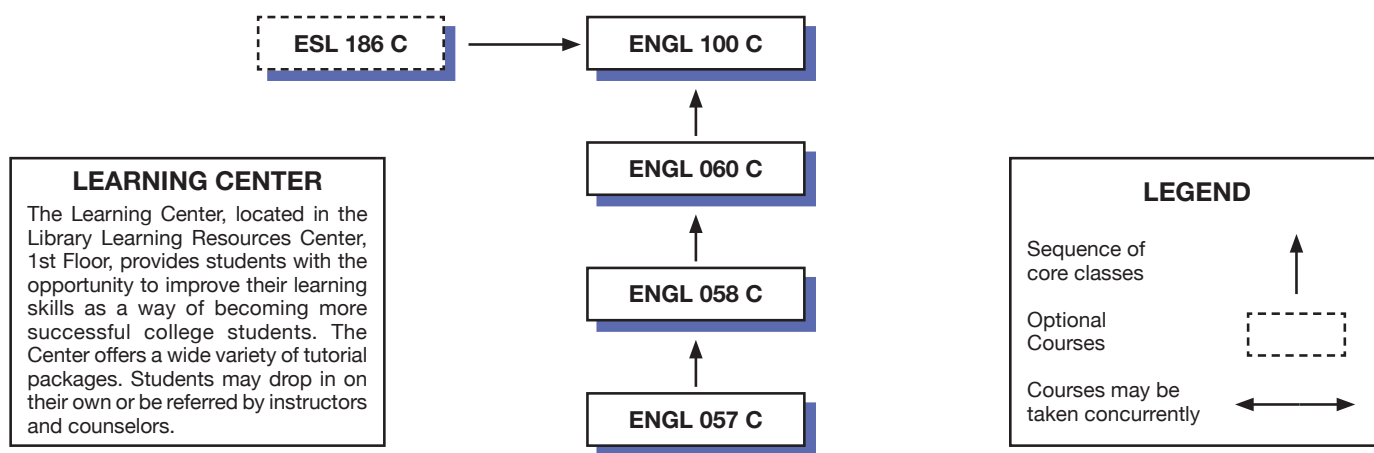 ESL 186 C
ENGL 100 C
ENGL 060 C
ENGL 058 C
ENGL 057 C
LEARNING CENTER
The Learning Center, located in the
Library Learning Resources Center,
1st Floor, provides students with the
opportunity to improve their learning
skills as a way of becoming more
successful college students. The
Center offers a wide variety of tutorial
packages. Students may drop in on
their own or be referred by instructors
and counselors.
LEGEND
Sequence of
core classes
Optional
Courses
Courses may be
taken concurrently